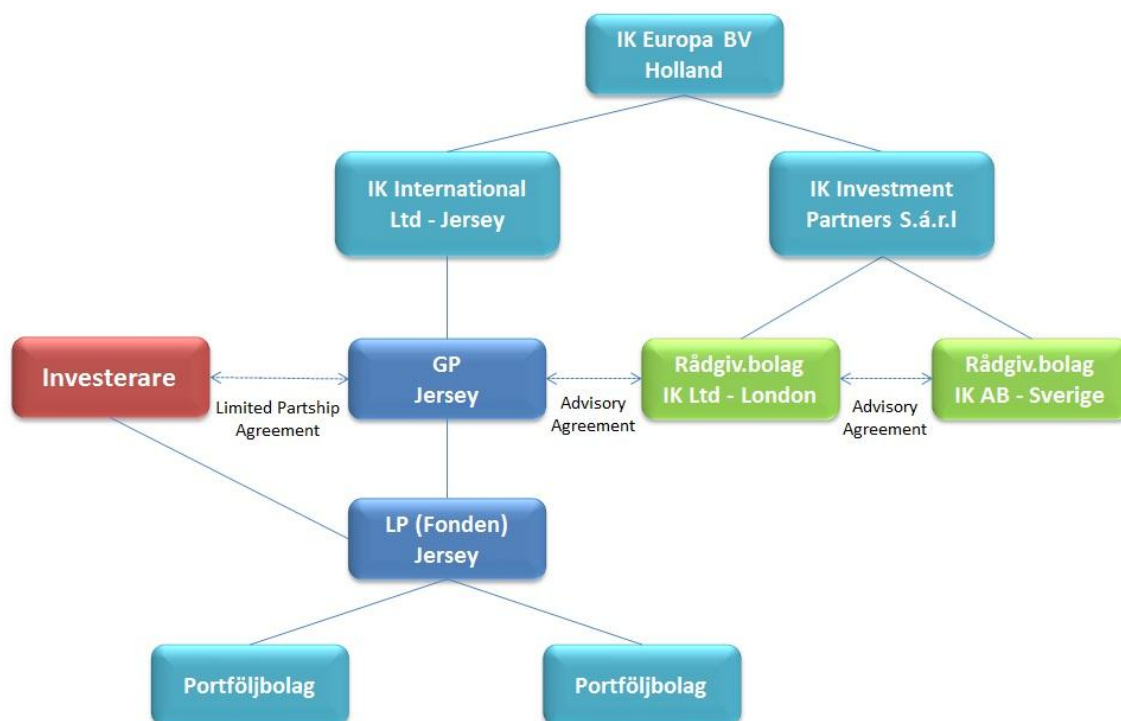 IK Europa BV
Holland
IK International
Ltd - Jersey
IK Investment
Partners S.á.r.l
Investerare
Limited Partship
Agreement
GP
Jersey
Advisory
Agreement
Rådgiv.bolag
IK Ltd - London
Advisory
Agreement
Rådgiv.bolag
IK AB - Sverige
LP (Fonden)
Jersey
Portföljbolag
Portföljbolag